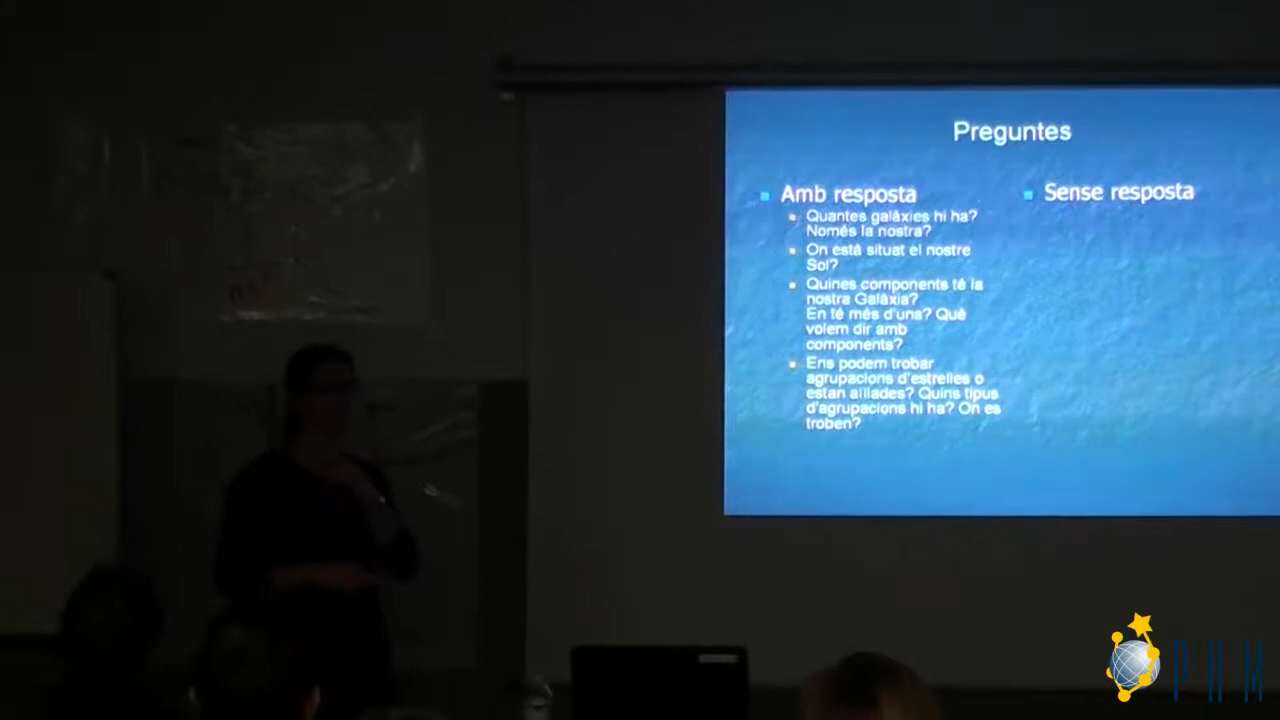 Preguntes
Amb resposta
Quantes galàxies hi ha?
Només la nostra?
On està situat el nostre
Sol?
Quines components té la
nostra Galàxia?
En té més d'una? Què
volem dir amb
components?
Ens podem trobar
agrupacions d'estrelles o
estan aïllades? Quins tipus
d'agrupacions hi ha? On es
troben?
Sense resposta